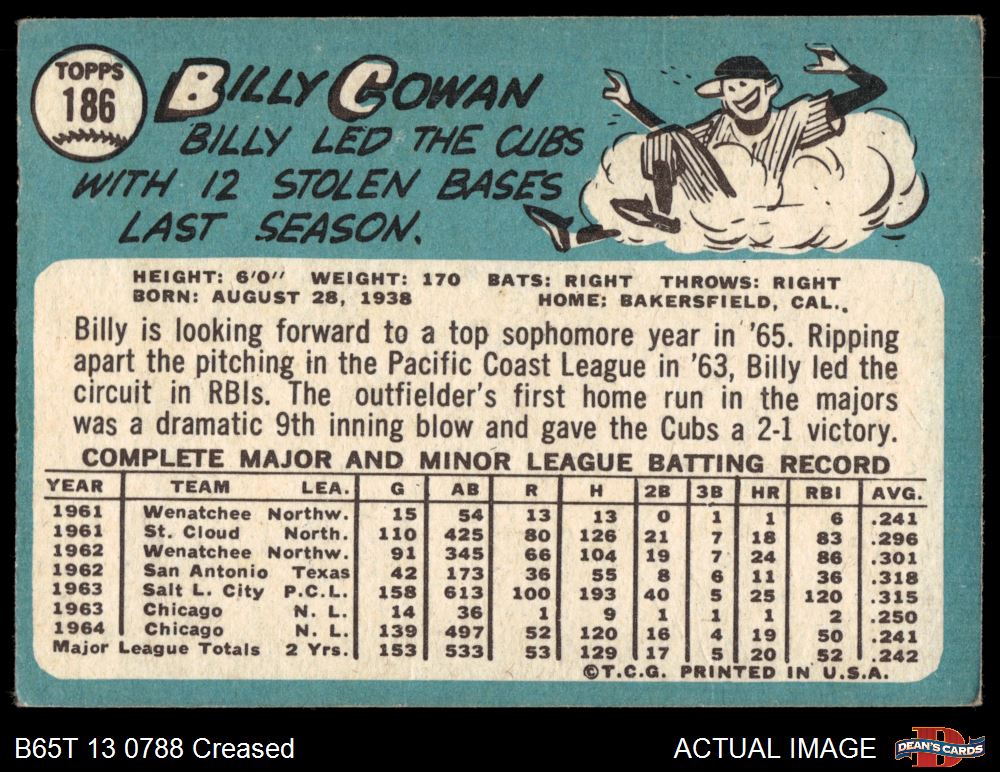 TOPPS
186
BILLY COWAN
BILLY LED THE CUBS
WITH 12 STOLEN BASES
LAST SEASON.
HEIGHT: 6'0" WEIGHT: 170 BATS: RIGHT THROWS: RIGHT
BORN: AUGUST 28, 1938 HOME: BAKERSFIELD, CAL..
Billy is looking forward to a top sophomore year in '65. Ripping
apart the pitching in the Pacific Coast League in '63, Billy led the
circuit in RBIs. The outfielder's first home run in the majors
was a dramatic 9th inning blow and gave the Cubs a 2-1 victory.
COMPLETE MAJOR AND MINOR LEAGUE BATTING RECORD
YEAR TEAM LEA. G AB R H 2B 3B HR RBI AVG.
1961 Wenatchee Northw. 15 54 13 13 0 1 1 6 .241
1961 St. Cloud North. 110 425 80 126 21 7 18 83 .296
1962 Wenatchee Northw. 91 345 66 104 19 7 24 86 .301
1962 San Antonio Texas 42 173 36 55 8 6 11 36 .318
1963 Salt L. City P.C.L. 158 613 100 193 40 5 25 120 .315
1963 Chicago N. L. 14 36 1 9 1 1 1 2 .250
1964 Chicago N. L. 139 497 52 120 16 4 19 50 .241
Major League Totals 2 Yrs. 153 533 53 129 17 5 20 52 .242
©T.C.G. PRINTED IN U.S.A.
B65T 13 0788 Creased ACTUAL IMAGE DEAN'S CARDS